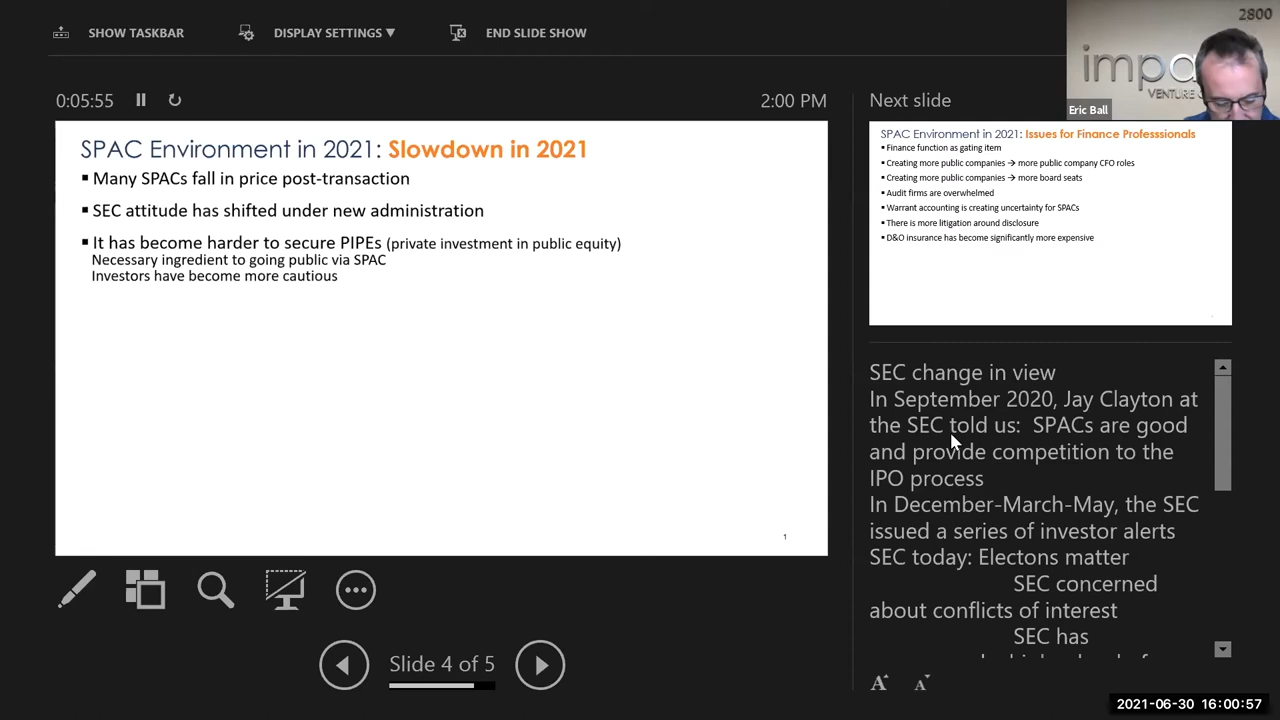 SHOW TASKBAR
DISPLAY SETTINGS ▼
END SLIDE SHOW
2800
impa
VENTURE
Eric Ball
0:05:55
2:00 PM
SPAC Environment in 2021: Slowdown in 2021
▪ Many SPACs fall in price post-transaction
▪ SEC attitude has shifted under new administration
▪ It has become harder to secure PIPEs (private investment in public equity)
Necessary ingredient to going public via SPAC
Investors have become more cautious
1
Slide 4 of 5
Next slide
SPAC Environment in 2021: Issues for Finance Professsionals
▪ Finance function as gating item
▪ Creating more public companies → more public company CFO roles
▪ Creating more public companies → more board seats
▪ Audit firms are overwhelmed
▪ Warrant accounting is creating uncertainty for SPACs
▪ There is more litigation around disclosure
▪ D&O insurance has become significantly more expensive
SEC change in view
In September 2020, Jay Clayton at
the SEC told us: SPACs are good
and provide competition to the
IPO process
In December-March-May, the SEC
issued a series of investor alerts
SEC today: Electons matter
SEC concerned
about conflicts of interest
SEC has
A A
2021-06-30 16:00:57